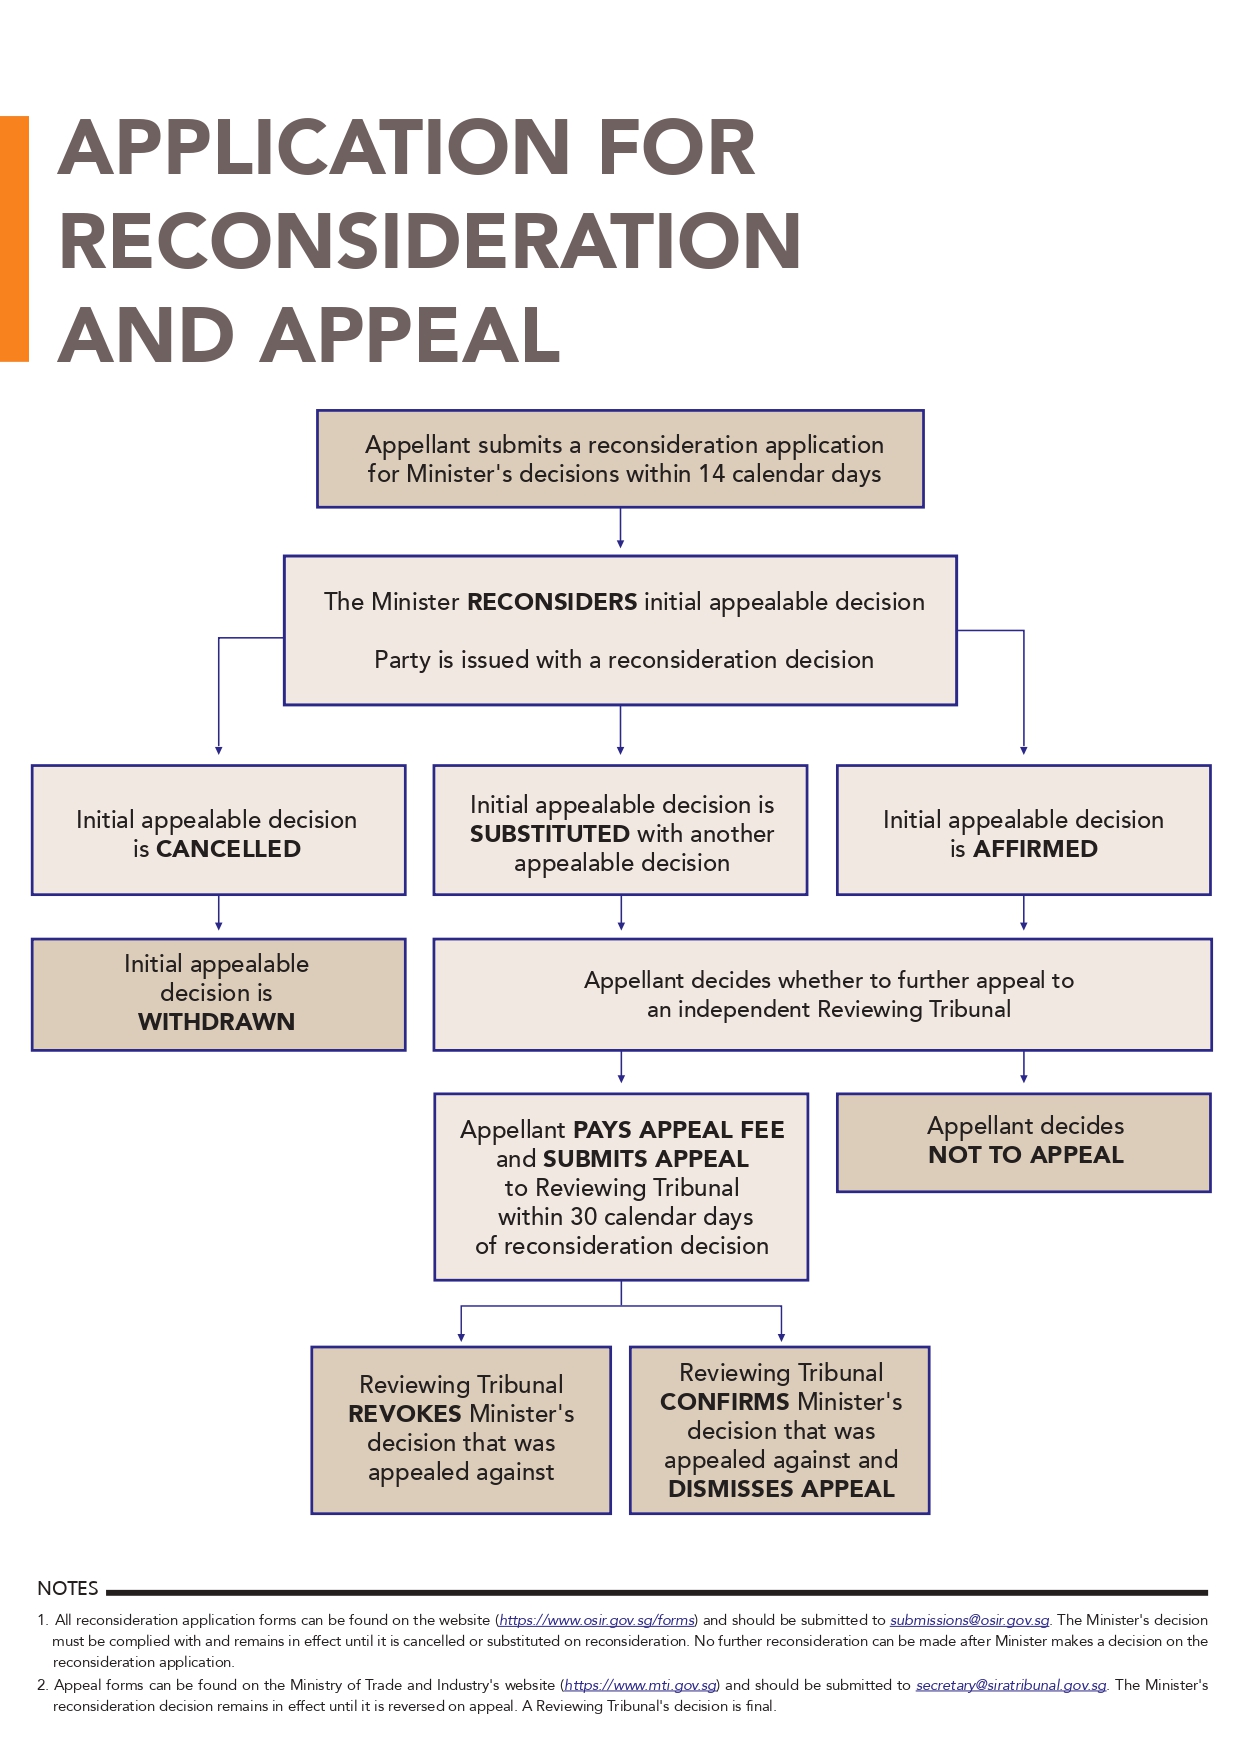 APPLICATION FOR
RECONSIDERATION
AND APPEAL
Appellant submits a reconsideration application
for Minister's decisions within 14 calendar days
The Minister RECONSIDERS initial appealable decision
Party is issued with a reconsideration decision
Initial appealable decision
is CANCELLED
Initial appealable decision is
SUBSTITUTED with another
appealable decision
Initial appealable decision
is AFFIRMED
Initial appealable
decision is
WITHDRAWN
Appellant decides whether to further appeal to
an independent Reviewing Tribunal
Appellant PAYS APPEAL FEE
and SUBMITS APPEAL
to Reviewing Tribunal
within 30 calendar days
of reconsideration decision
Appellant decides
NOT TO APPEAL
Reviewing Tribunal
REVOKES Minister's
decision that was
appealed against
Reviewing Tribunal
CONFIRMS Minister's
decision that was
appealed against and
DISMISSES APPEAL
NOTES
1. All reconsideration application forms can be found on the website (https://www.osir.gov.sg/forms) and should be submitted to submissions@osir.gov.sg. The Minister's decision
must be complied with and remains in effect until it is cancelled or substituted on reconsideration. No further reconsideration can be made after Minister makes a decision on the
reconsideration application.
2. Appeal forms can be found on the Ministry of Trade and Industry's website (https://www.mti.gov.sg) and should be submitted to secretary@siratribunal.gov.sg. The Minister's
reconsideration decision remains in effect until it is reversed on appeal. A Reviewing Tribunal's decision is final.